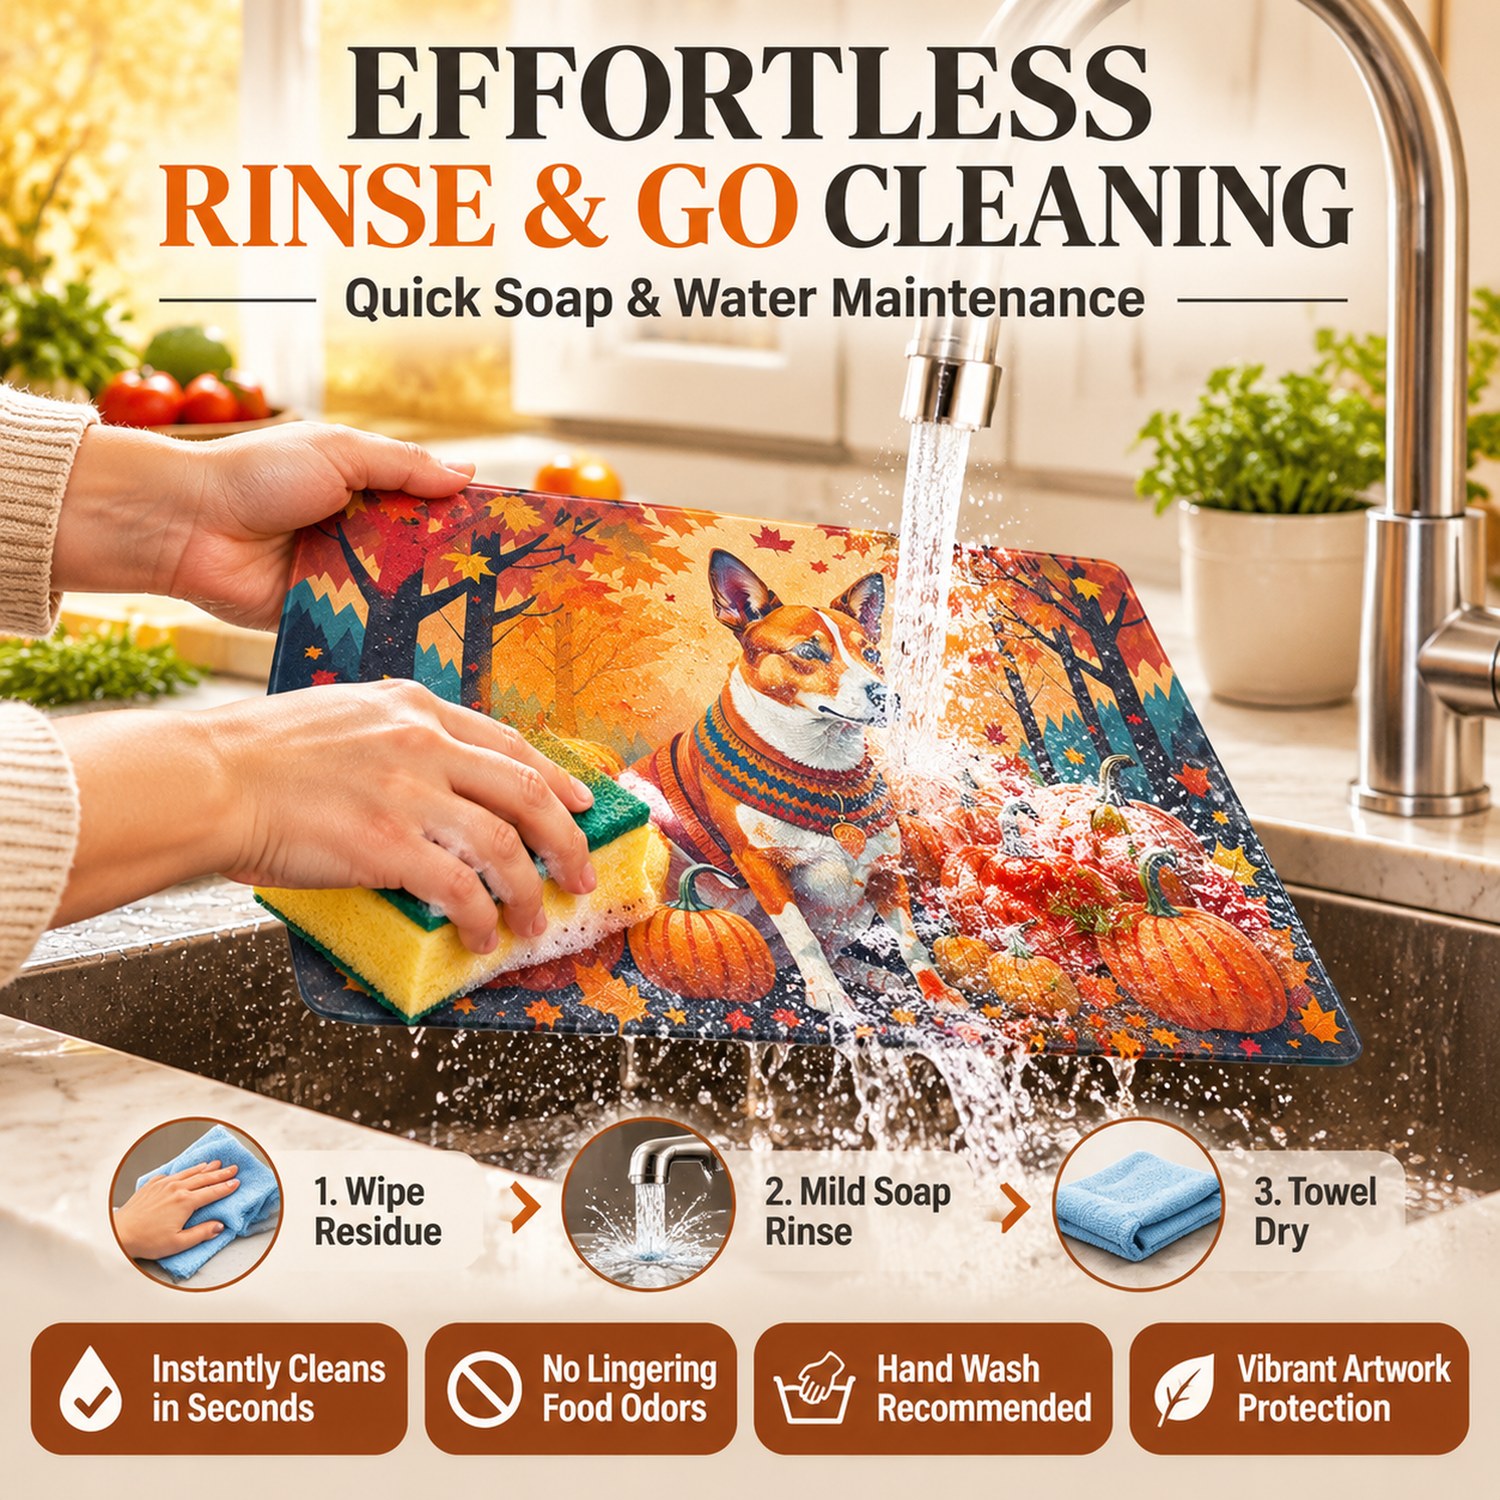 EFFORTLESS
RINSE & GO CLEANING
Quick Soap & Water Maintenance
1. Wipe
Residue
2. Mild Soap
Rinse
3. Towel
Dry
Instantly Cleans
in Seconds
No Lingering
Food Odors
Hand Wash
Recommended
Vibrant Artwork
Protection